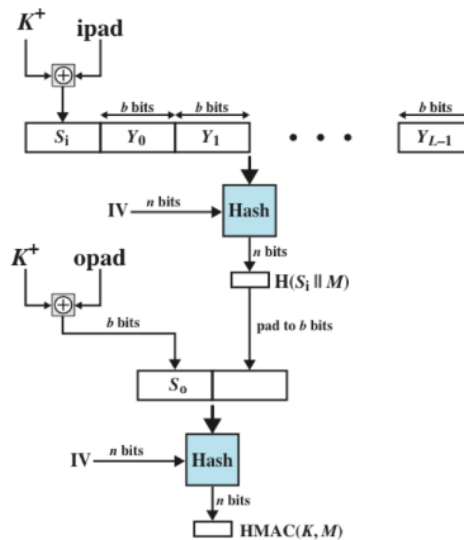 K+ ipad
⊕
b bits b bits b bits
Si Y0 Y1 • • • YL–1
IV n bits Hash
n bits
K+ opad
H(Si || M)
⊕
b bits pad to b bits
So
IV n bits Hash
n bits
HMAC(K, M)